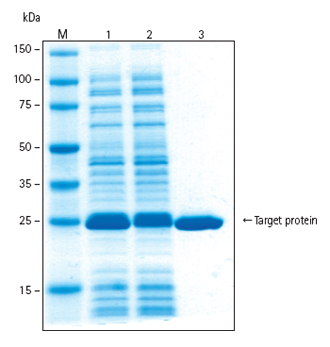 kDa
M 1 2 3
150 –
100 –
75 –
50 –
35 –
25 – ← Target protein
15 –